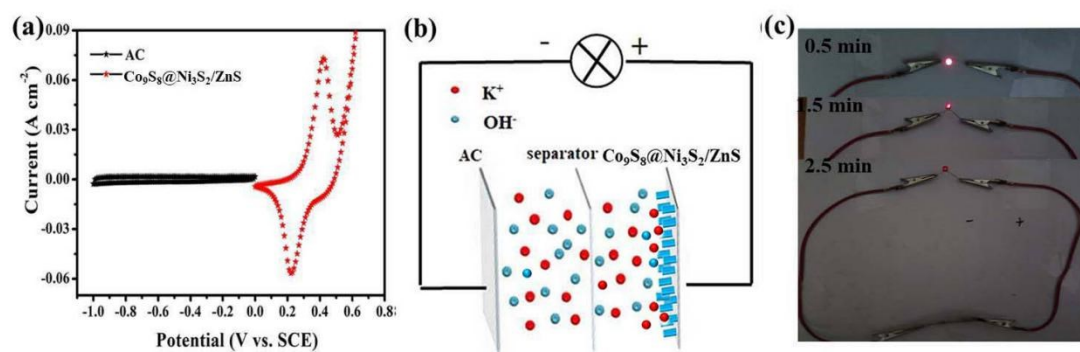 (a)
0.09
0.06
0.03
0.00
-0.03
-0.06
Current (A cm⁻²)
AC
Co₉S₈@Ni₃S₂/ZnS
-1.0 -0.8 -0.6 -0.4 -0.2 0.0 0.2 0.4 0.6 0.8
Potential (V vs. SCE)
(b)
- +
K⁺
OH⁻
AC separator Co₉S₈@Ni₃S₂/ZnS
(c)
0.5 min
1.5 min
2.5 min
- +
- +